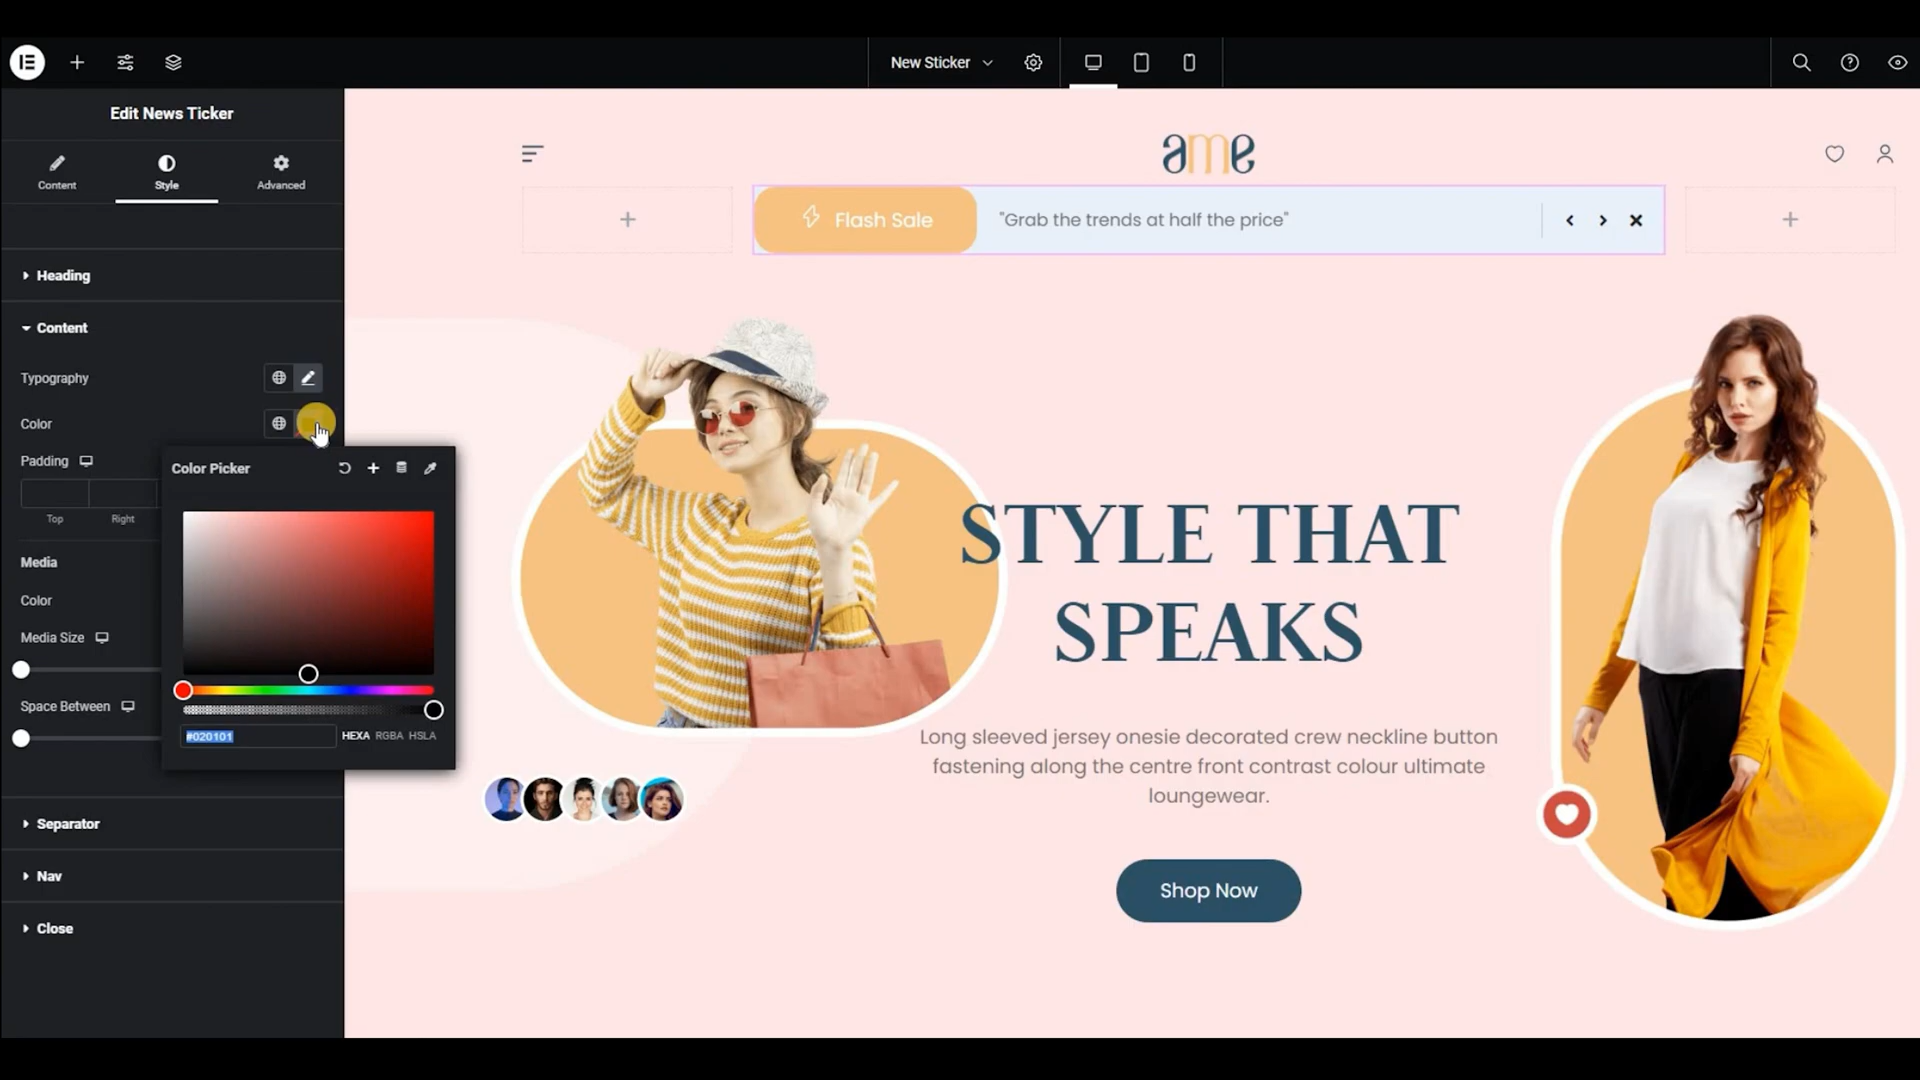 New Sticker
Edit News Ticker
Content
Style
Advanced
Heading
Content
Typography
Color
Padding
Top
Right
Color Picker
#020101
HEXA RGBA HSLA
Media
Color
Media Size
Space Between
Separator
Nav
Close
ame
Flash Sale
"Grab the trends at half the price"
STYLE THAT
SPEAKS
Long sleeved jersey onesie decorated crew neckline button
fastening along the centre front contrast colour ultimate
loungewear.
Shop Now